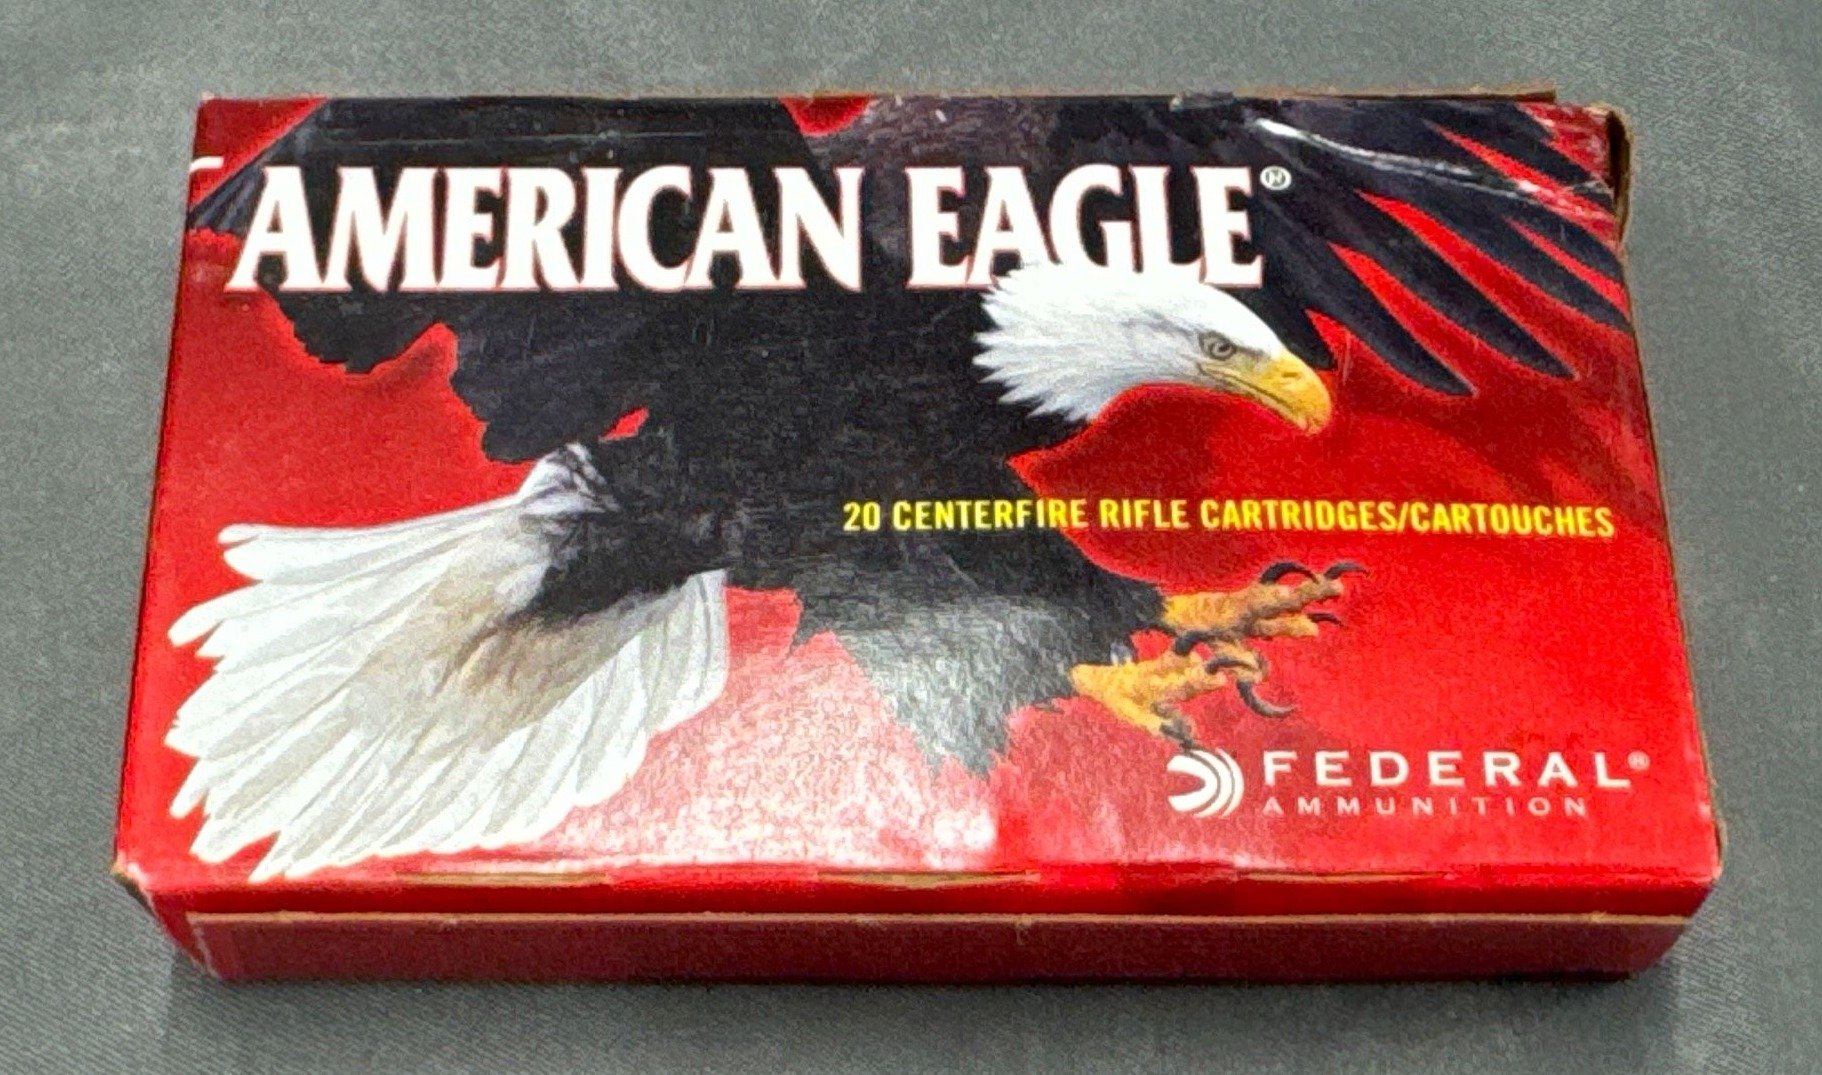 AMERICAN EAGLE®
20 CENTERFIRE RIFLE CARTRIDGES/CARTOUCHES
FEDERAL®
AMMUNITION